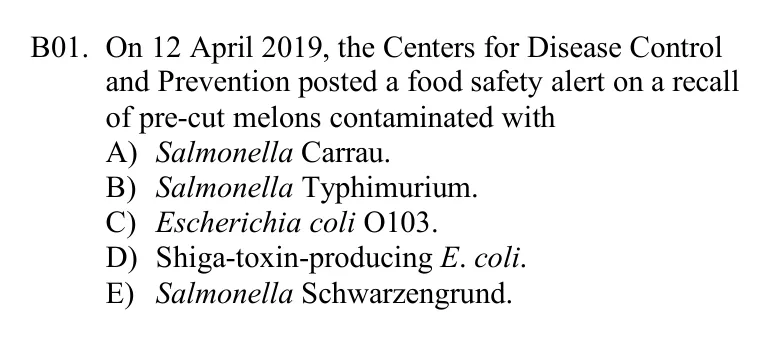 B01. On 12 April 2019, the Centers for Disease Control
and Prevention posted a food safety alert on a recall
of pre-cut melons contaminated with
A) Salmonella Carrau.
B) Salmonella Typhimurium.
C) Escherichia coli O103.
D) Shiga-toxin-producing E. coli.
E) Salmonella Schwarzengrund.